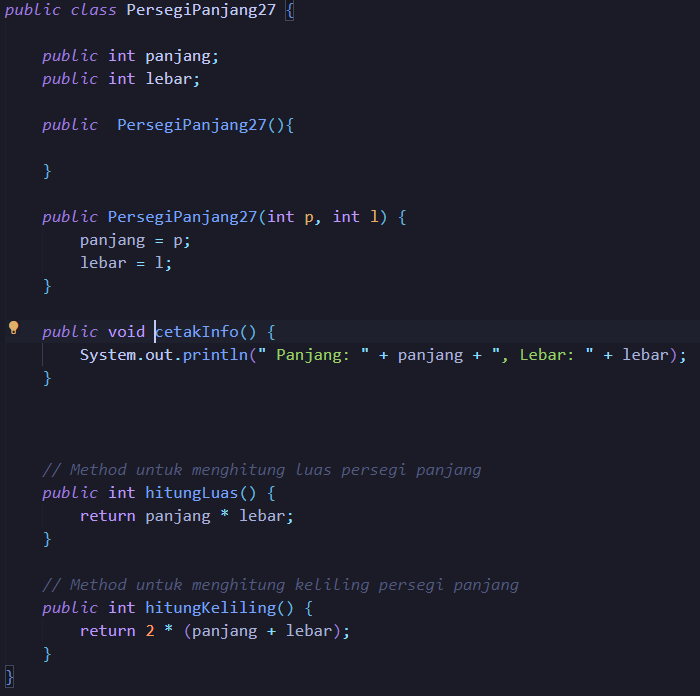 public class PersegiPanjang27 {
public int panjang;
public int lebar;
public  PersegiPanjang27(){
}
public PersegiPanjang27(int p, int l) {
panjang = p;
lebar = l;
}
public void cetakInfo() {
System.out.println(" Panjang: " + panjang + ", Lebar: " + lebar);
}
// Method untuk menghitung luas persegi panjang
public int hitungLuas() {
return panjang * lebar;
}
// Method untuk menghitung keliling persegi panjang
public int hitungKeliling() {
return 2 * (panjang + lebar);
}
}